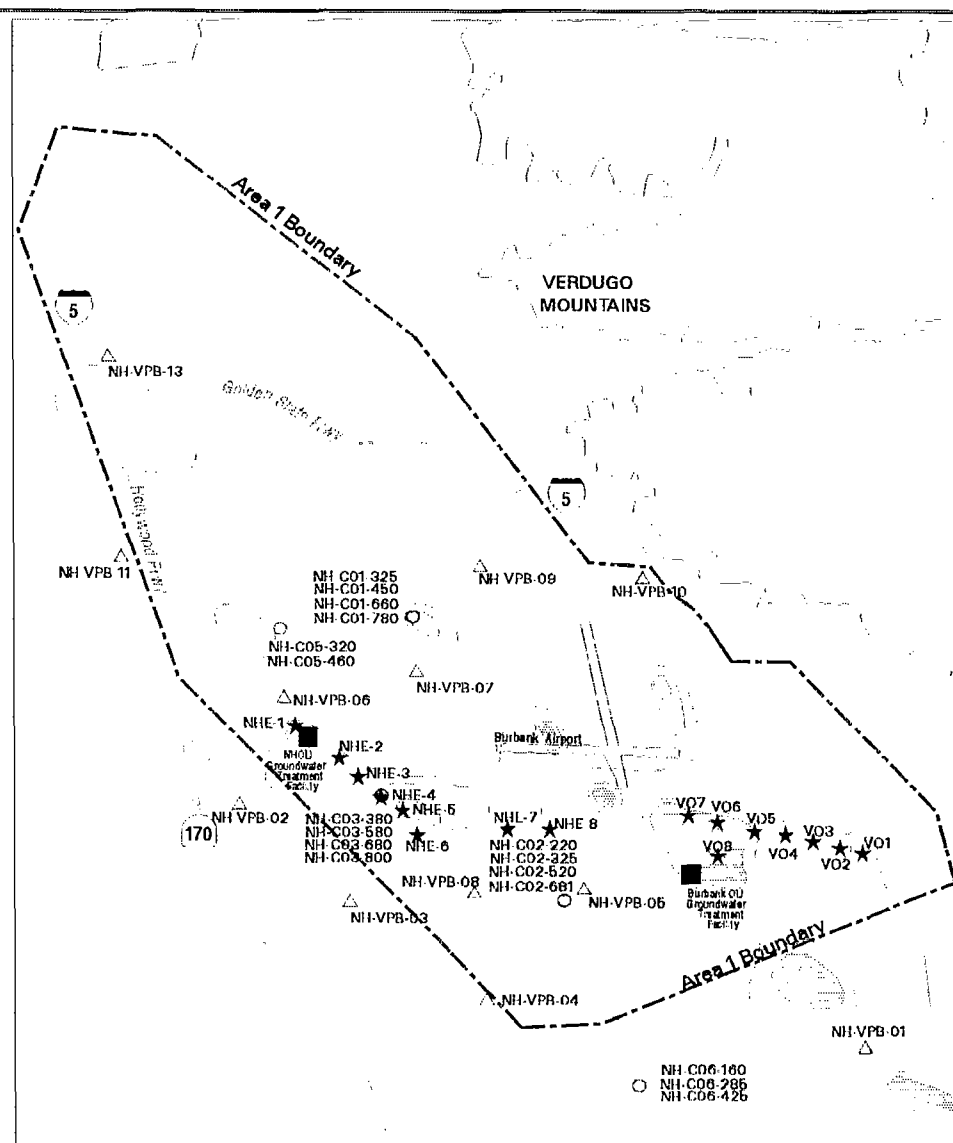 Area 1 Boundary
VERDUGO
MOUNTAINS
5
NH-VPB-13
Golden State FWY
5
Hollywood FWY
NH VPB 11
NH VPB-09
NH-VPB-10
NH C01-325
NH-C01-450
NH-C01-660
NH-C01-780
NH-C05-320
NH-C05-460
NH-VPB-07
NH-VPB-06
NHE-1
NHOU
Groundwater
Treatment
Facility
NHE-2
Burbank Airport
NHE-3
NHE-4
NHE-5
NHE-6
NH-VPB-02
170
NH-C03-380
NH-C03-580
NH-C03-680
NH-C03-800
NHE-7
NHE 8
NH-C02-220
NH-C02-325
NH-C02-520
NH-C02-681
VO7
VO6
VO5
VO4
VO3
VO2
VO1
VO8
Burbank OU
Groundwater
Treatment
Facility
NH-VPB-08
NH-VPB-05
NH-VPB-03
Area 1 Boundary
NH-VPB-04
NH-VPB-01
NH-C06-160
NH-C06-285
NH-C06-425